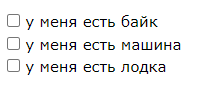 у меня есть байк
у меня есть машина
у меня есть лодка